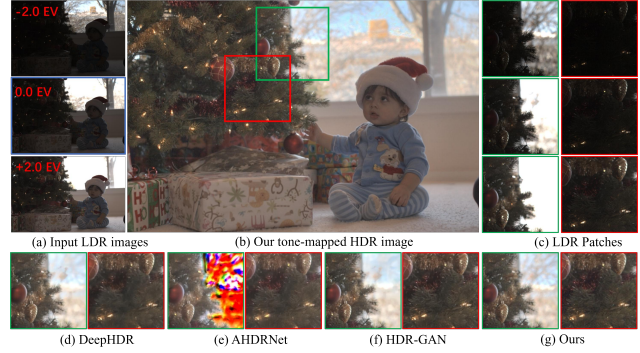 -2.0 EV
0.0 EV
+2.0 EV
(a) Input LDR images
(b) Our tone-mapped HDR image
(c) LDR Patches
(d) DeepHDR
(e) AHDRNet
(f) HDR-GAN
(g) Ours